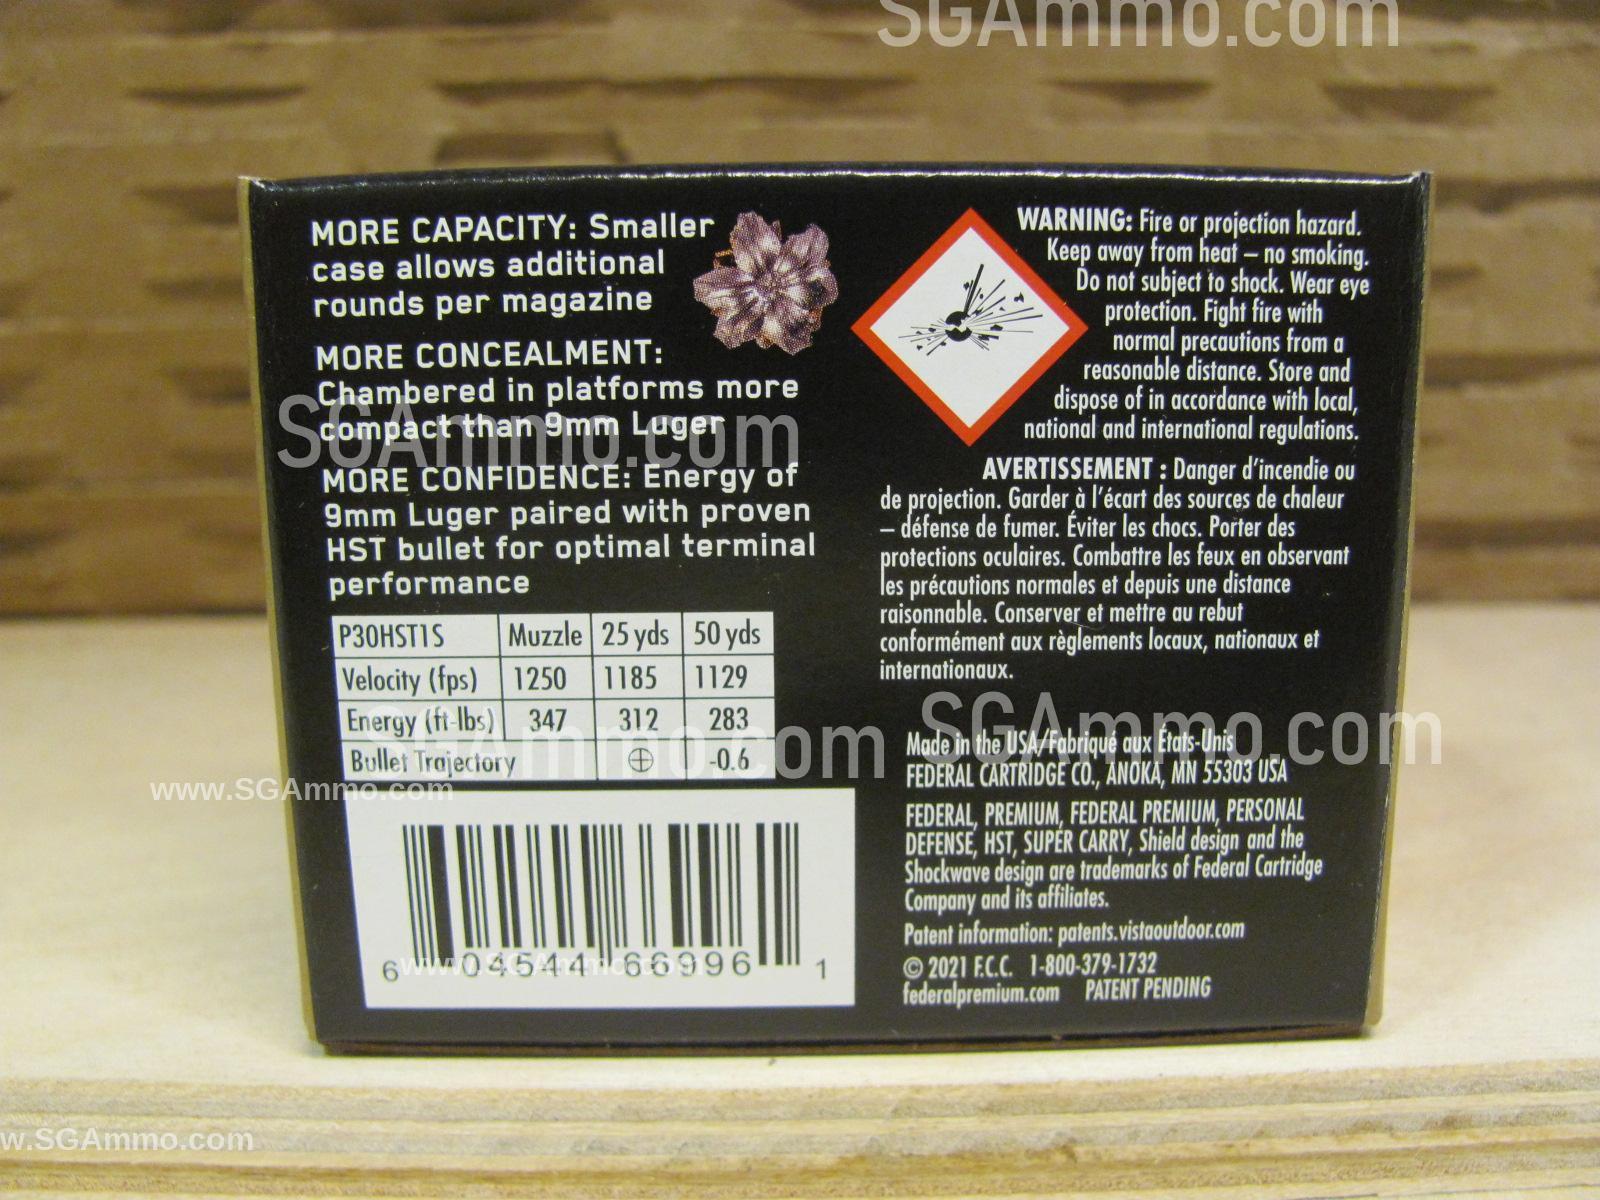 SGAmmo.com
MORE CAPACITY: Smaller
case allows additional
rounds per magazine
MORE CONCEALMENT:
Chambered in platforms more
compact than 9mm Luger
SGAmmo.com
MORE CONFIDENCE: Energy of
9mm Luger paired with proven
HST bullet for optimal terminal
performance
P30HST1S Muzzle 25 yds 50 yds
Velocity (fps) 1250 1185 1129
Energy (ft-lbs) 347 312 283
Bullet Trajectory ⊕ -0.6
SGAmmo.com
www.SGAmmo.com
6 04544 68996 1
www.SGAmmo.com
WARNING: Fire or projection hazard.
Keep away from heat – no smoking.
Do not subject to shock. Wear eye
protection. Fight fire with
normal precautions from a
reasonable distance. Store and
dispose of in accordance with local,
national and international regulations.
AVERTISSEMENT : Danger d'incendie ou
de projection. Garder à l'écart des sources de chaleur
– défense de fumer. Éviter les chocs. Porter des
protections oculaires. Combattre les feux en observant
les précautions normales et depuis une distance
raisonnable. Conserver et mettre au rebut
conformément aux règlements locaux, nationaux et
internationaux.
SGAmmo.com
Made in the USA/Fabriqué aux États-Unis
FEDERAL CARTRIDGE CO., ANOKA, MN 55303 USA
FEDERAL, PREMIUM, FEDERAL PREMIUM, PERSONAL
DEFENSE, HST, SUPER CARRY, Shield design and the
Shockwave design are trademarks of Federal Cartridge
Company and its affiliates.
Patent information: patents.vistaoutdoor.com
© 2021 F.C.C. 1-800-379-1732
federalpremium.com PATENT PENDING
w.SGAmmo.com